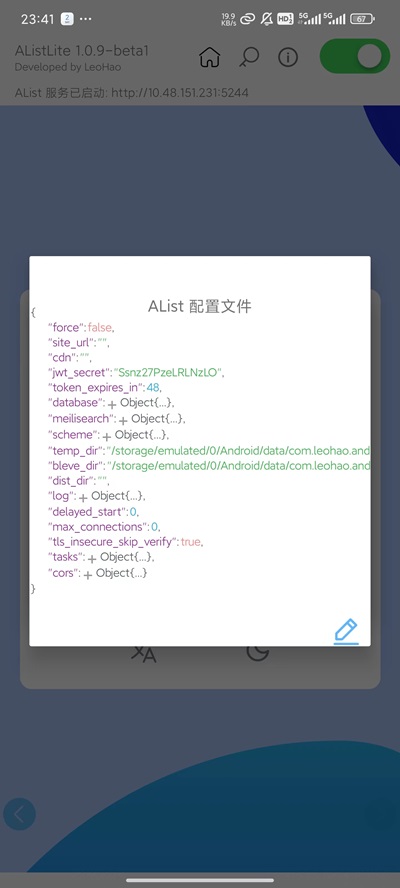 23:41 2 ...
19.9 KB/s HD 5G 5G 67
AListLite 1.0.9-beta1
Developed by LeoHao
AList 服务已启动: http://10.48.151.231:5244
AList 配置文件
{
"force":false,
"site_url":"",
"cdn":"",
"jwt_secret":"Ssnz27PzeLRLNzLO",
"token_expires_in":48,
"database":+ Object{...},
"meilisearch":+ Object{...},
"scheme":+ Object{...},
"temp_dir":"/storage/emulated/0/Android/data/com.leohao.and
"bleve_dir":"/storage/emulated/0/Android/data/com.leohao.and
"dist_dir":"",
"log":+ Object{...},
"delayed_start":0,
"max_connections":0,
"tls_insecure_skip_verify":true,
"tasks":+ Object{...},
"cors":+ Object{...}
}